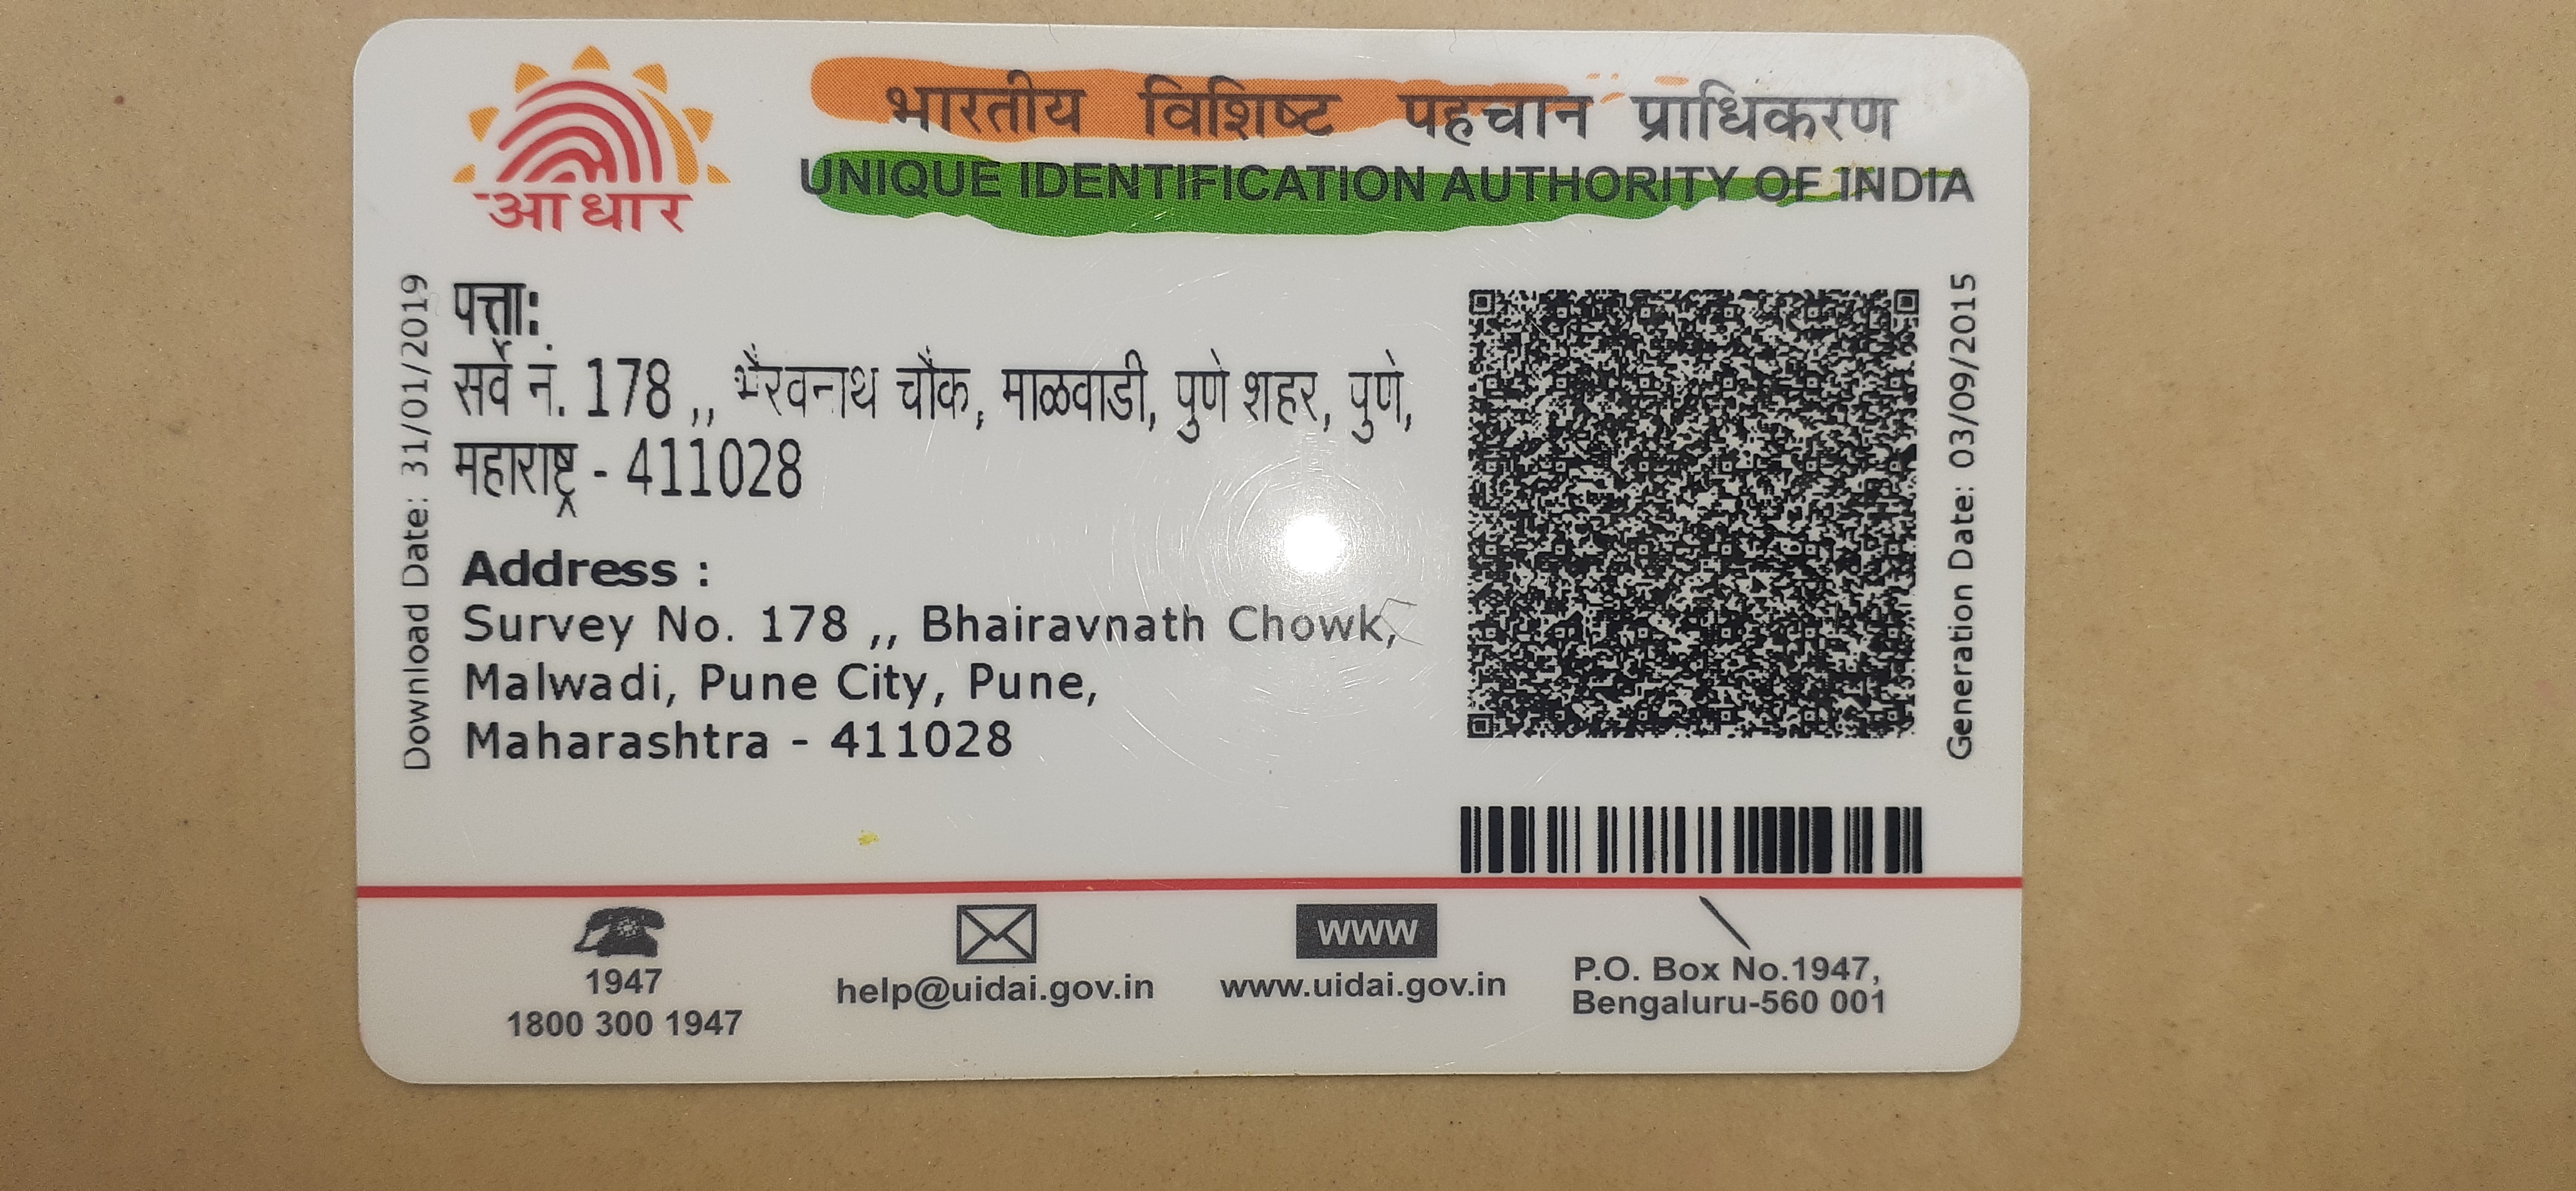 आधार
भारतीय विशिष्ट पहचान प्राधिकरण
UNIQUE IDENTIFICATION AUTHORITY OF INDIA
Download Date: 31/01/2019
पत्ता:
सर्वे नं. 178 ,, भैरवनाथ चौक, माळवाडी, पुणे शहर, पुणे,
महाराष्ट्र - 411028
Address :
Survey No. 178 ,, Bhairavnath Chowk,
Malwadi, Pune City, Pune,
Maharashtra - 411028
Generation Date: 03/09/2015
1947
1800 300 1947
help@uidai.gov.in
www
www.uidai.gov.in
P.O. Box No.1947,
Bengaluru-560 001